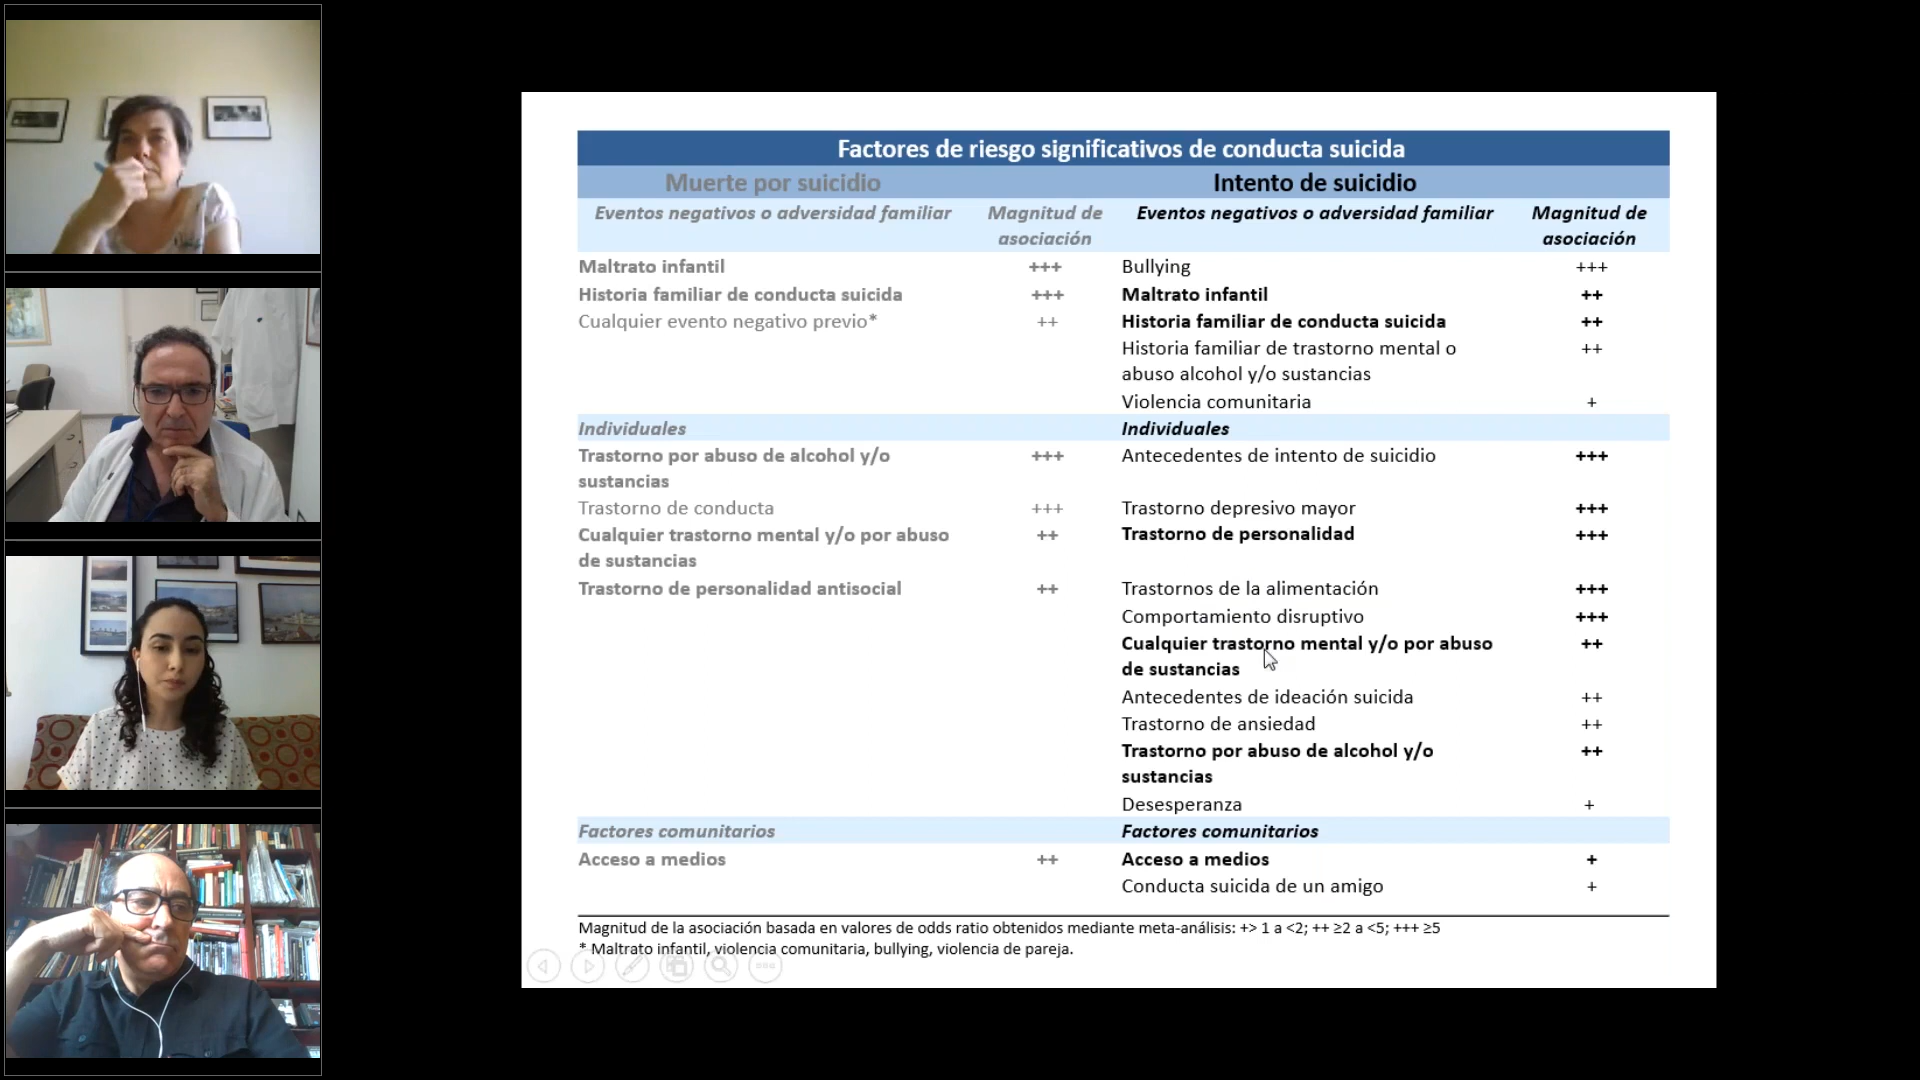 Factores de riesgo significativos de conducta suicida
Muerte por suicidio Intento de suicidio
Eventos negativos o adversidad familiar Magnitud de asociación Eventos negativos o adversidad familiar Magnitud de asociación
Maltrato infantil +++ Bullying +++
Historia familiar de conducta suicida +++ Maltrato infantil ++
Cualquier evento negativo previo* ++ Historia familiar de conducta suicida ++
Historia familiar de trastorno mental o ++
abuso alcohol y/o sustancias
Violencia comunitaria +
Individuales Individuales
Trastorno por abuso de alcohol y/o +++ Antecedentes de intento de suicidio +++
sustancias
Trastorno de conducta +++ Trastorno depresivo mayor +++
Cualquier trastorno mental y/o por abuso ++ Trastorno de personalidad +++
de sustancias
Trastorno de personalidad antisocial ++ Trastornos de la alimentación +++
Comportamiento disruptivo +++
Cualquier trastorno mental y/o por abuso ++
de sustancias
Antecedentes de ideación suicida ++
Trastorno de ansiedad ++
Trastorno por abuso de alcohol y/o ++
sustancias
Desesperanza +
Factores comunitarios Factores comunitarios
Acceso a medios ++ Acceso a medios +
Conducta suicida de un amigo +
Magnitud de la asociación basada en valores de odds ratio obtenidos mediante meta-análisis: +> 1 a <2; ++ ≥2 a <5; +++ ≥5
* Maltrato infantil, violencia comunitaria, bullying, violencia de pareja.